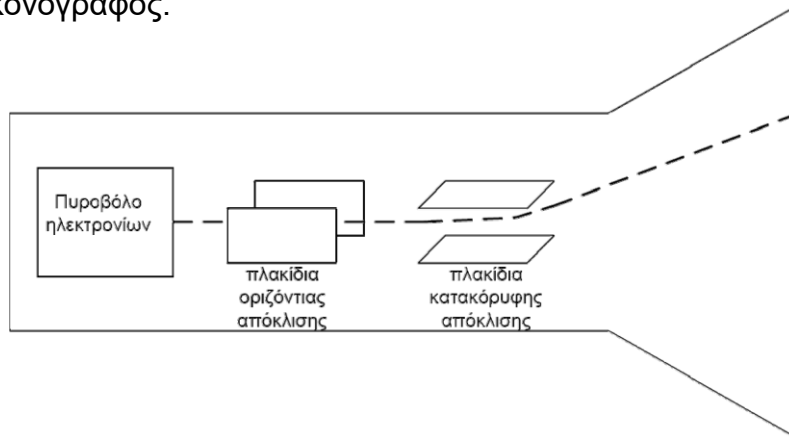 κονογράφος.
Πυροβόλο
ηλεκτρονίων
πλακίδια
οριζόντιας
απόκλισης
πλακίδια
κατακόρυφης
απόκλισης